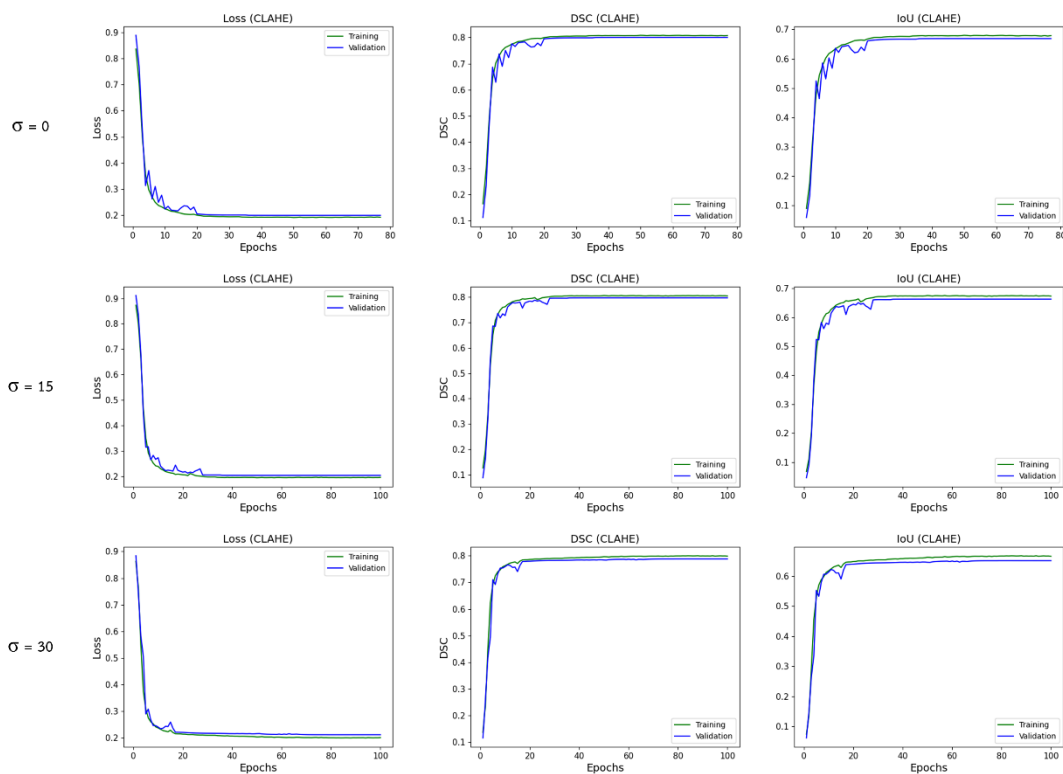 Loss (CLAHE)
0.9
0.8
0.7
0.6
0.5
0.4
0.3
0.2
Loss
0 10 20 30 40 50 60 70 80
Epochs
Training
Validation
DSC (CLAHE)
0.8
0.7
0.6
0.5
0.4
0.3
0.2
0.1
DSC
0 10 20 30 40 50 60 70 80
Epochs
Training
Validation
IoU (CLAHE)
0.7
0.6
0.5
0.4
0.3
0.2
0.1
0 10 20 30 40 50 60 70 80
Epochs
Training
Validation
σ = 0
Loss (CLAHE)
0.9
0.8
0.7
0.6
0.5
0.4
0.3
0.2
Loss
0 20 40 60 80 100
Epochs
Training
Validation
DSC (CLAHE)
0.8
0.7
0.6
0.5
0.4
0.3
0.2
0.1
DSC
0 20 40 60 80 100
Epochs
Training
Validation
IoU (CLAHE)
0.7
0.6
0.5
0.4
0.3
0.2
0.1
0 20 40 60 80 100
Epochs
Training
Validation
σ = 15
Loss (CLAHE)
0.9
0.8
0.7
0.6
0.5
0.4
0.3
0.2
Loss
0 20 40 60 80 100
Epochs
Training
Validation
DSC (CLAHE)
0.8
0.7
0.6
0.5
0.4
0.3
0.2
0.1
DSC
0 20 40 60 80 100
Epochs
Training
Validation
IoU (CLAHE)
0.6
0.5
0.4
0.3
0.2
0.1
0 20 40 60 80 100
Epochs
Training
Validation
σ = 30